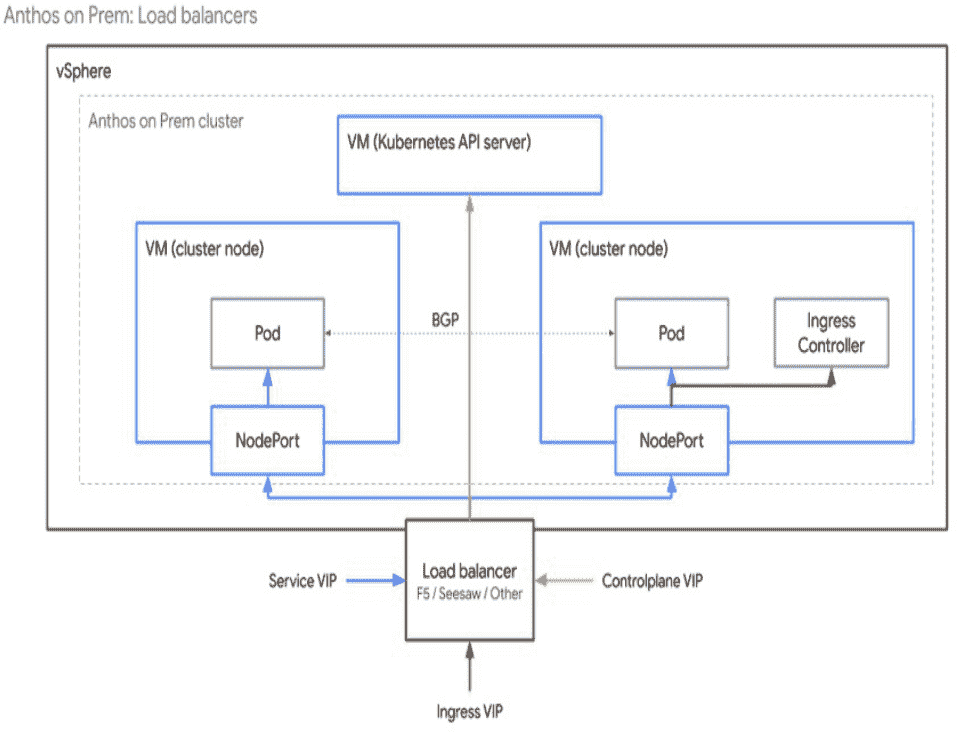 Anthos on Prem: Load balancers
vSphere
Anthos on Prem cluster
VM (Kubernetes API server)
VM (cluster node)
VM (cluster node)
Pod
BGP
Pod
Ingress
Controller
NodePort
NodePort
Service VIP
Load balancer
F5 / Seesaw / Other
Controlplane VIP
Ingress VIP